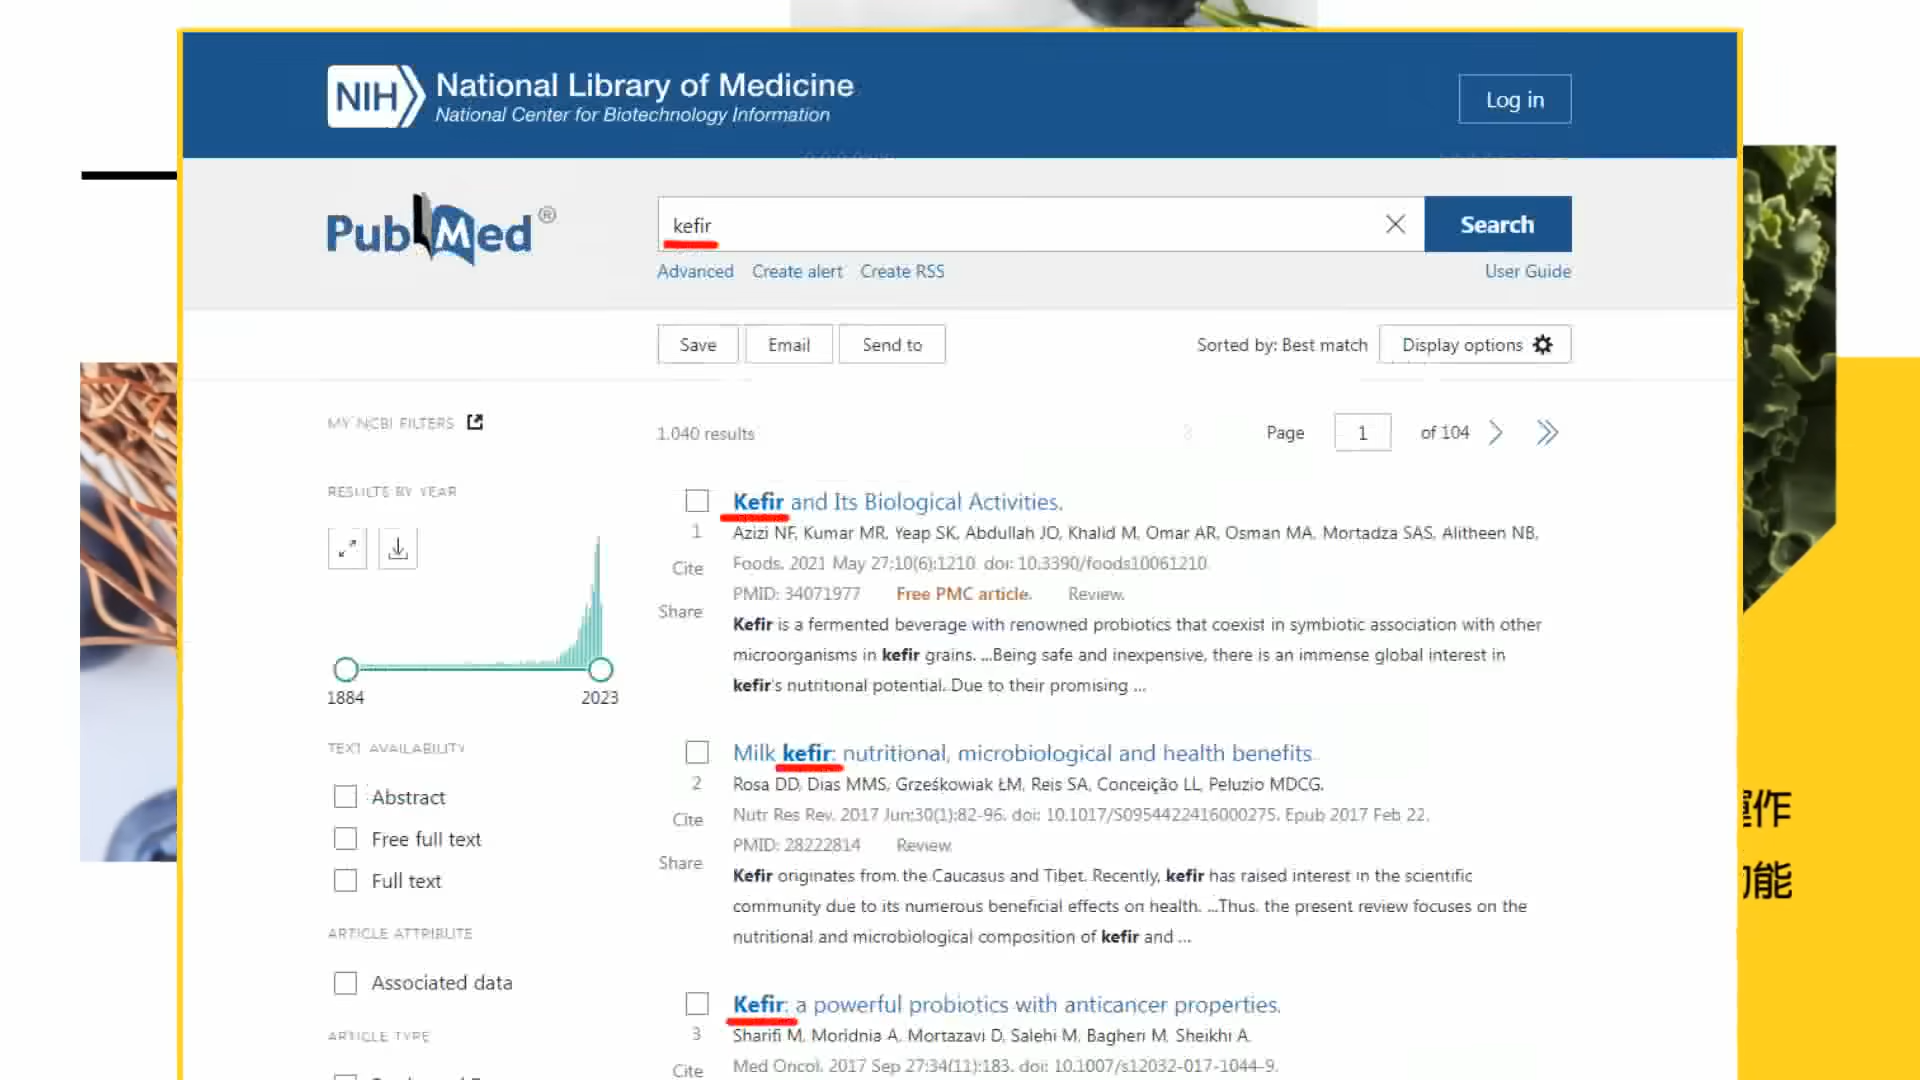 NIH National Library of Medicine
National Center for Biotechnology Information
Log in
PubMed®
kefir
Search
Advanced Create alert Create RSS
User Guide
Save Email Send to
Sorted by: Best match
Display options
MY NCBI FILTERS
1,040 results
Page 1 of 104
RESULTS BY YEAR
1884 2023
TEXT AVAILABILITY
Abstract
Free full text
Full text
ARTICLE ATTRIBUTE
Associated data
ARTICLE TYPE
Kefir and Its Biological Activities.
1
Azizi NF, Kumar MR, Yeap SK, Abdullah JO, Khalid M, Omar AR, Osman MA, Mortadza SAS, Alitheen NB.
Cite
Foods. 2021 May 27;10(6):1210. doi: 10.3390/foods10061210.
PMID: 34071977 Free PMC article. Review.
Share
Kefir is a fermented beverage with renowned probiotics that coexist in symbiotic association with other
microorganisms in kefir grains. ...Being safe and inexpensive, there is an immense global interest in
kefir's nutritional potential. Due to their promising ...
Milk kefir: nutritional, microbiological and health benefits.
2
Rosa DD, Dias MMS, Grześkowiak ŁM, Reis SA, Conceição LL, Peluzio MDCG.
Cite
Nutr Res Rev. 2017 Jun;30(1):82-96. doi: 10.1017/S0954422416000275. Epub 2017 Feb 22.
PMID: 28222814 Review.
Share
Kefir originates from the Caucasus and Tibet. Recently, kefir has raised interest in the scientific
community due to its numerous beneficial effects on health. ...Thus, the present review focuses on the
nutritional and microbiological composition of kefir and ...
Kefir: a powerful probiotics with anticancer properties.
3
Sharifi M, Moridnia A, Mortazavi D, Salehi M, Bagheri M, Sheikhi A.
Cite
Med Oncol. 2017 Sep 27;34(11):183. doi: 10.1007/s12032-017-1044-9.
運作
功能